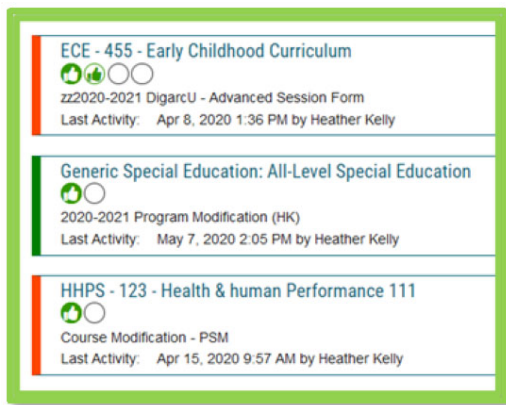 ECE - 455 - Early Childhood Curriculum
zz2020-2021 DigarcU - Advanced Session Form
Last Activity: Apr 8, 2020 1:36 PM by Heather Kelly
Generic Special Education: All-Level Special Education
2020-2021 Program Modification (HK)
Last Activity: May 7, 2020 2:05 PM by Heather Kelly
HHPS - 123 - Health & human Performance 111
Course Modification - PSM
Last Activity: Apr 15, 2020 9:57 AM by Heather Kelly